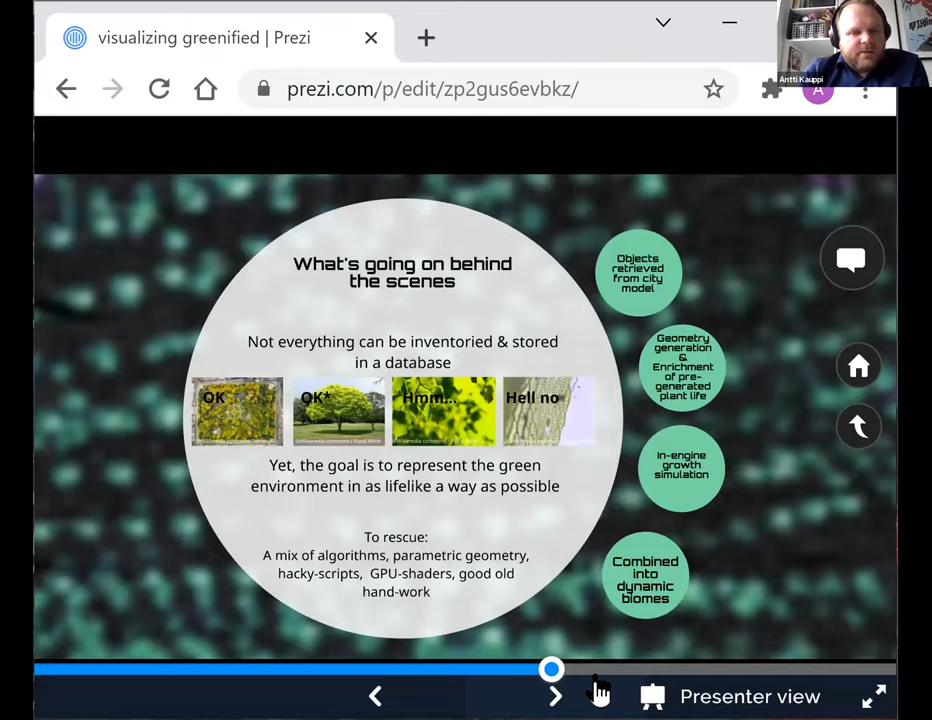 visualizing greenified | Prezi
Antti Kauppi
prezi.com/p/edit/zp2gus6evbkz/
A
What's going on behind
the scenes
Not everything can be inventoried & stored
in a database
OK
OK*
Hmm...
Hell no
Yet, the goal is to represent the green
environment in as lifelike a way as possible
To rescue:
A mix of algorithms, parametric geometry,
hacky-scripts, GPU-shaders, good old
hand-work
Objects
retrieved
from city
model
Geometry
generation
&
Enrichment
of pre-
generated
plant life
In-engine
growth
simulation
Combined
into
dynamic
biomes
Presenter view